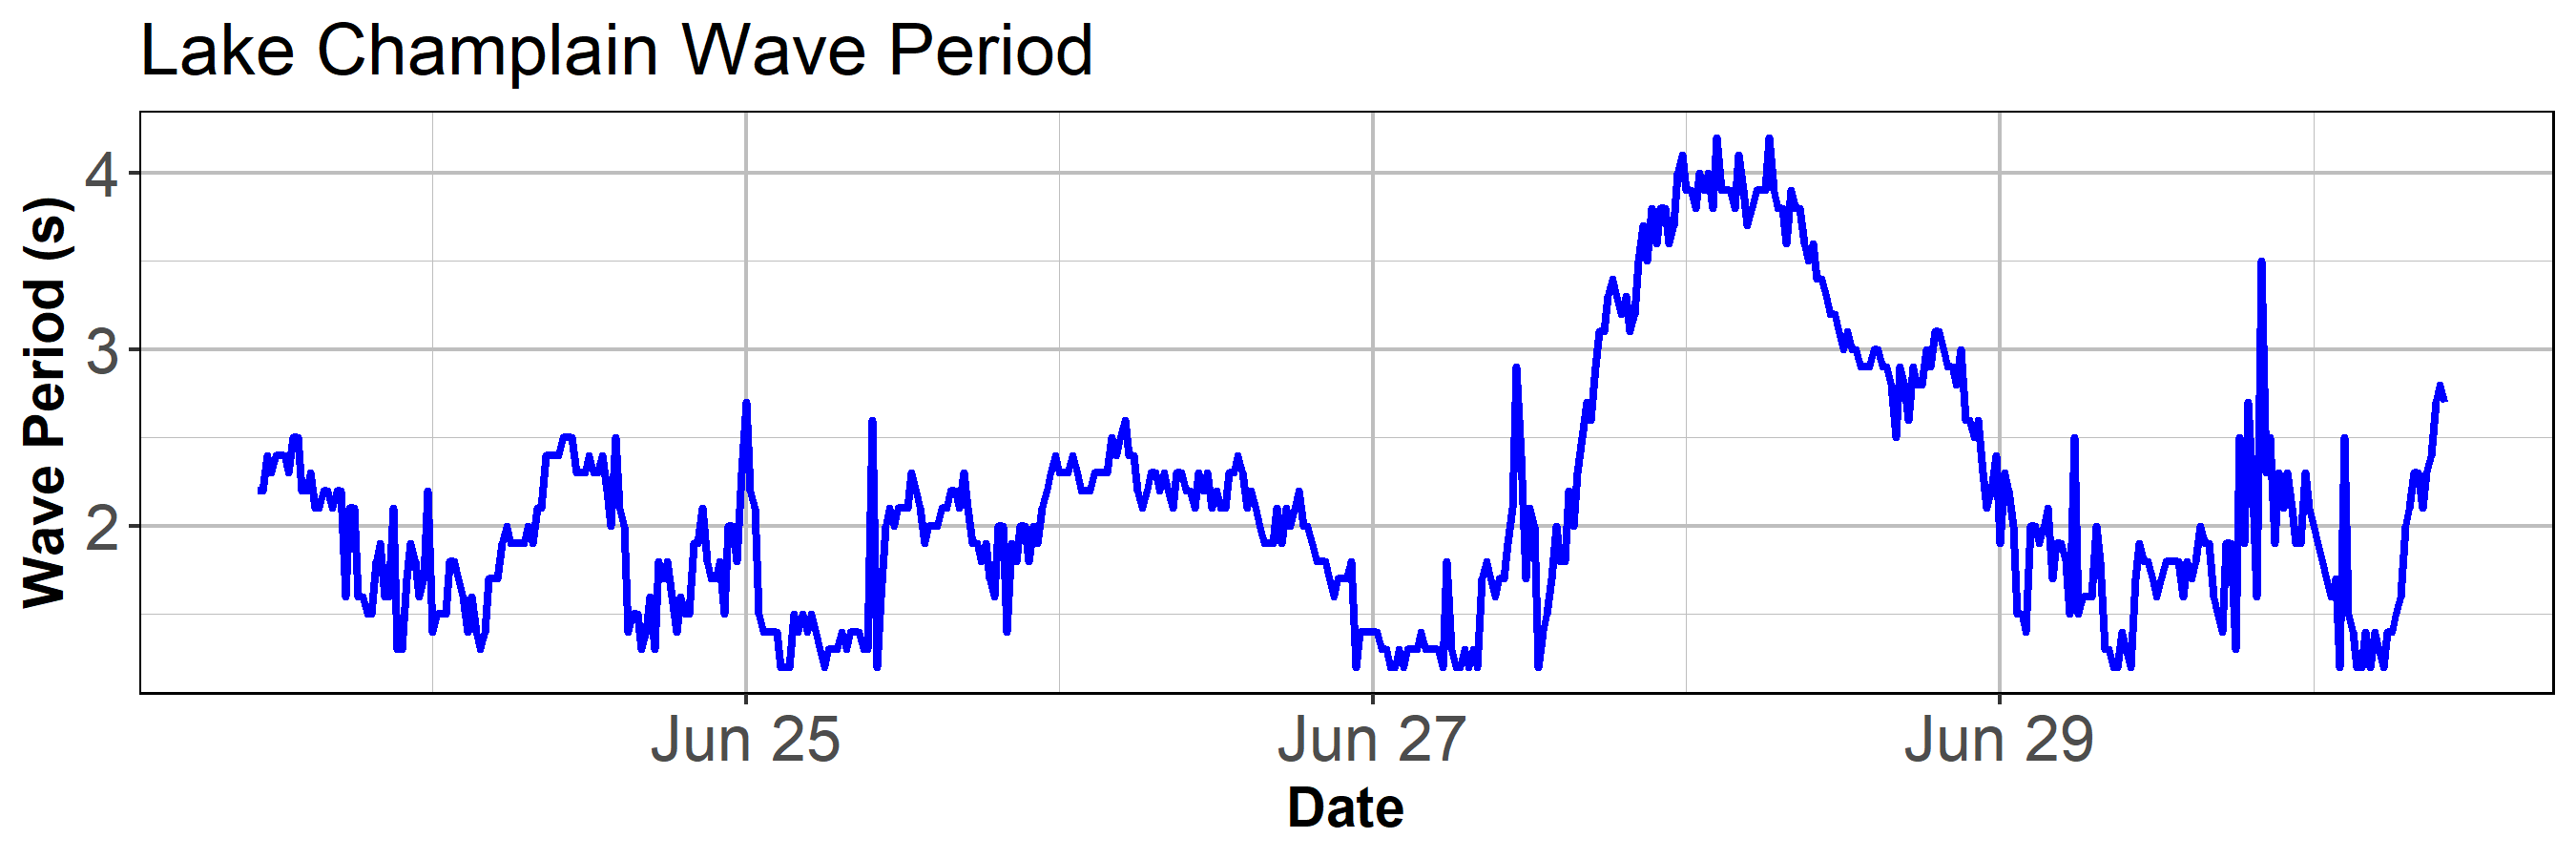 Lake Champlain Wave Period
Wave Period (s)
4
3
2
Jun 25 Jun 27 Jun 29
Date